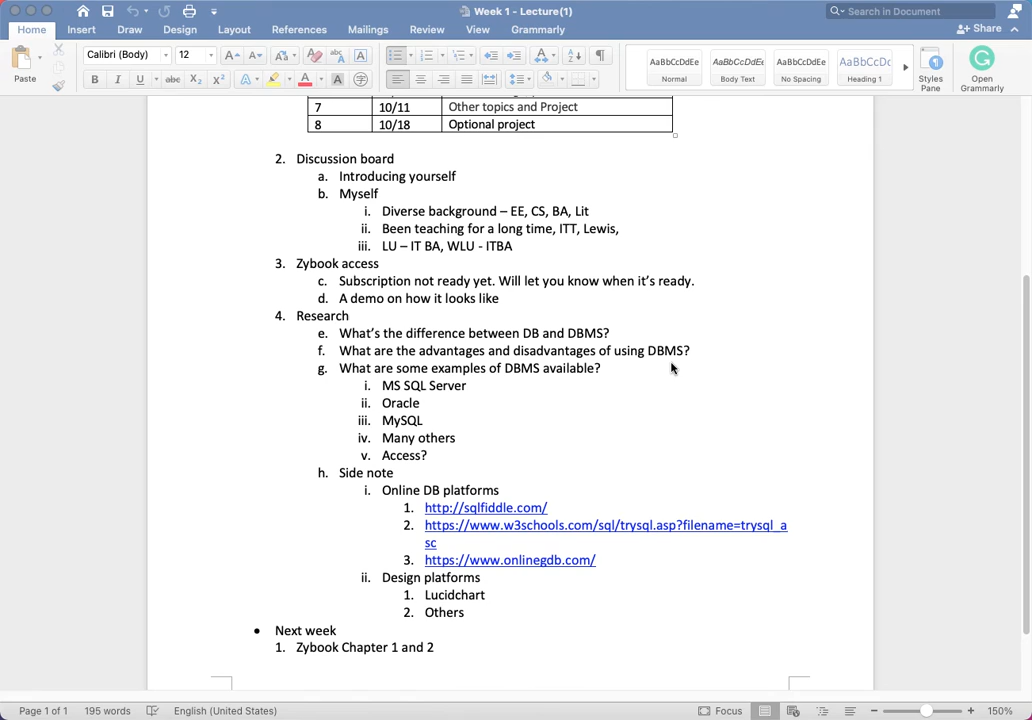 Week 1 - Lecture(1)
Search in Document
Home Insert Draw Design Layout References Mailings Review View Grammarly
Share
Paste
Calibri (Body) 12
AaBbCcDdEe AaBbCcDdEe AaBbCcDdEe AaBbCcDc
Normal Body Text No Spacing Heading 1
Styles Pane
Open Grammarly
7 10/11 Other topics and Project
8 10/18 Optional project
2. Discussion board
a. Introducing yourself
b. Myself
i. Diverse background – EE, CS, BA, Lit
ii. Been teaching for a long time, ITT, Lewis,
iii. LU – IT BA, WLU - ITBA
3. Zybook access
c. Subscription not ready yet. Will let you know when it's ready.
d. A demo on how it looks like
4. Research
e. What's the difference between DB and DBMS?
f. What are the advantages and disadvantages of using DBMS?
g. What are some examples of DBMS available?
i. MS SQL Server
ii. Oracle
iii. MySQL
iv. Many others
v. Access?
h. Side note
i. Online DB platforms
1. http://sqlfiddle.com/
2. https://www.w3schools.com/sql/trysql.asp?filename=trysql_a
sc
3. https://www.onlinegdb.com/
ii. Design platforms
1. Lucidchart
2. Others
• Next week
1. Zybook Chapter 1 and 2
Page 1 of 1 195 words English (United States) Focus 150%